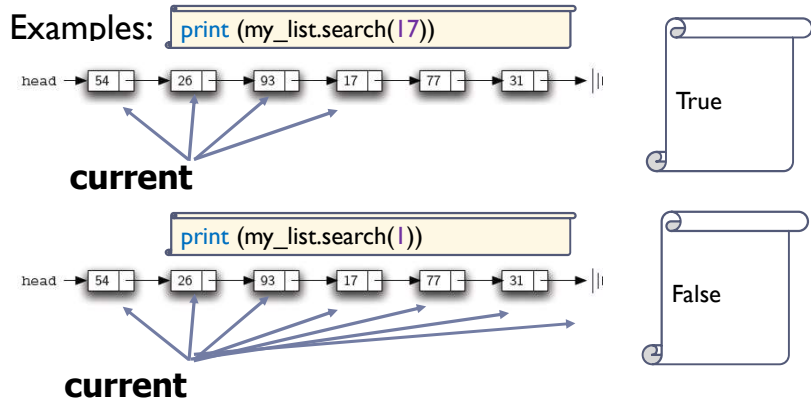 Examples:
print (my_list.search(17))
head 54 26 93 17 77 31
True
current
print (my_list.search(1))
head 54 26 93 17 77 31
False
current